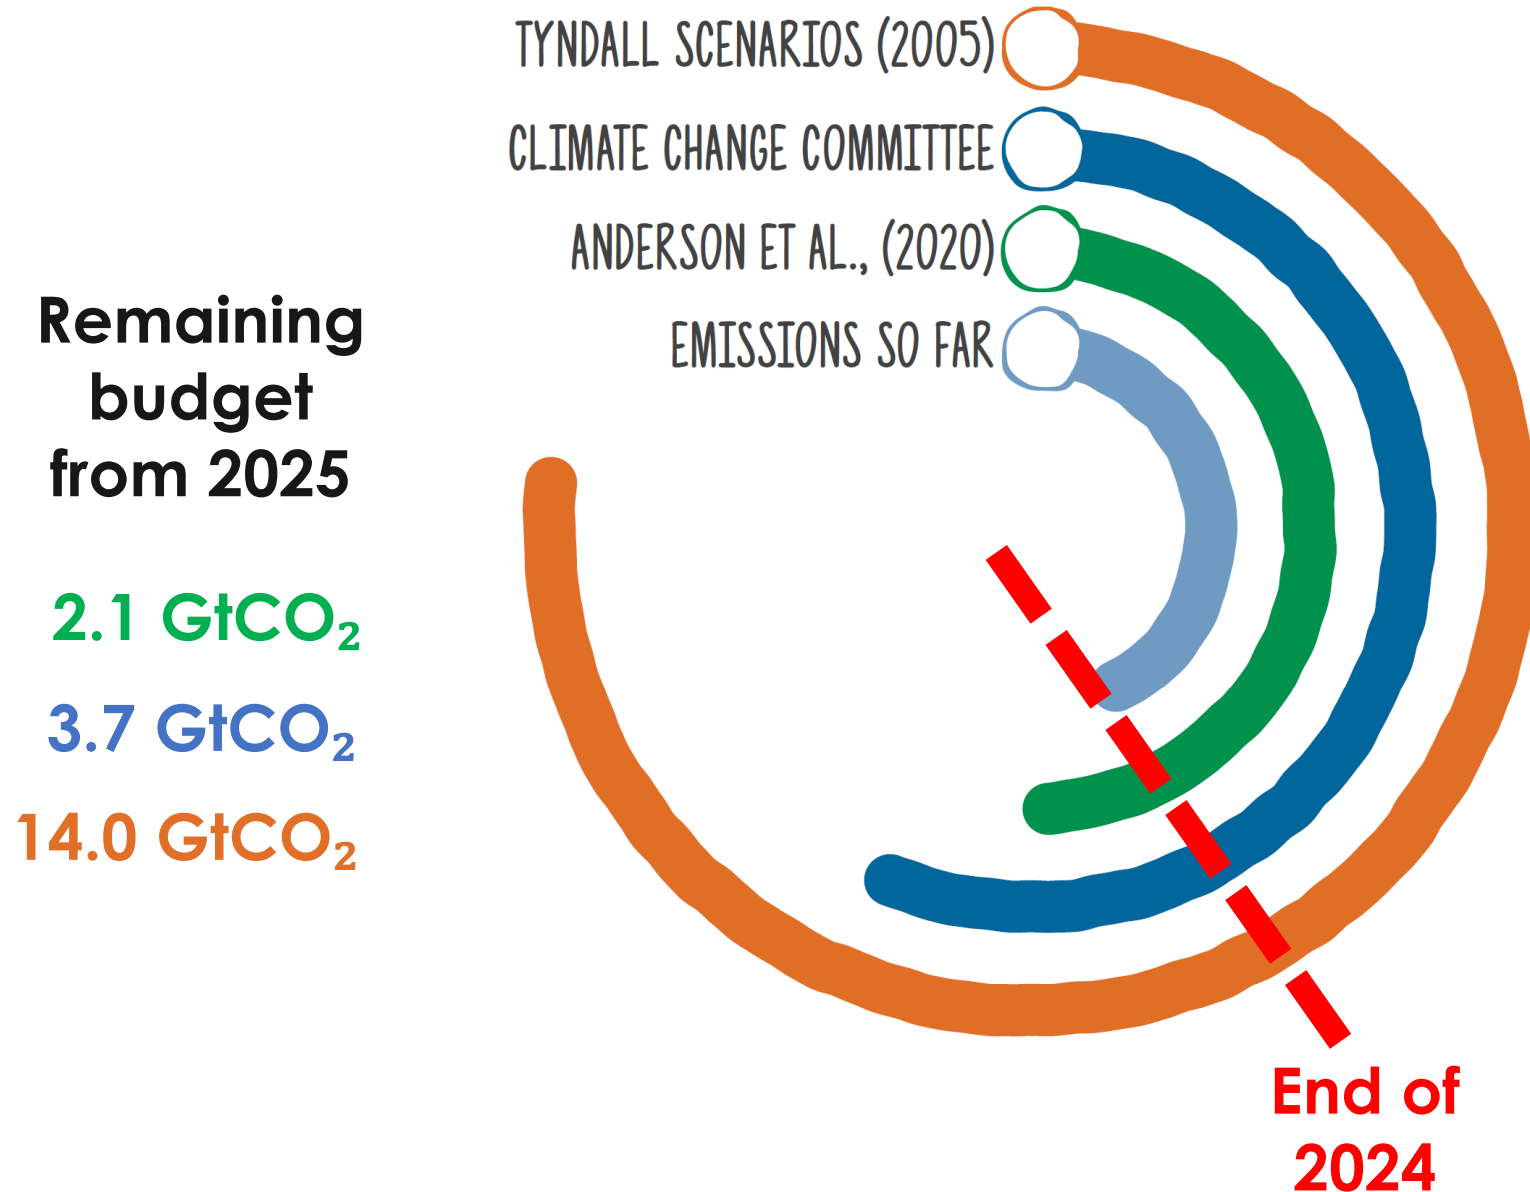 TYNDALL SCENARIOS (2005)
CLIMATE CHANGE COMMITTEE
ANDERSON ET AL., (2020)
EMISSIONS SO FAR
Remaining
budget
from 2025
2.1 GtCO₂
3.7 GtCO₂
14.0 GtCO₂
End of
2024